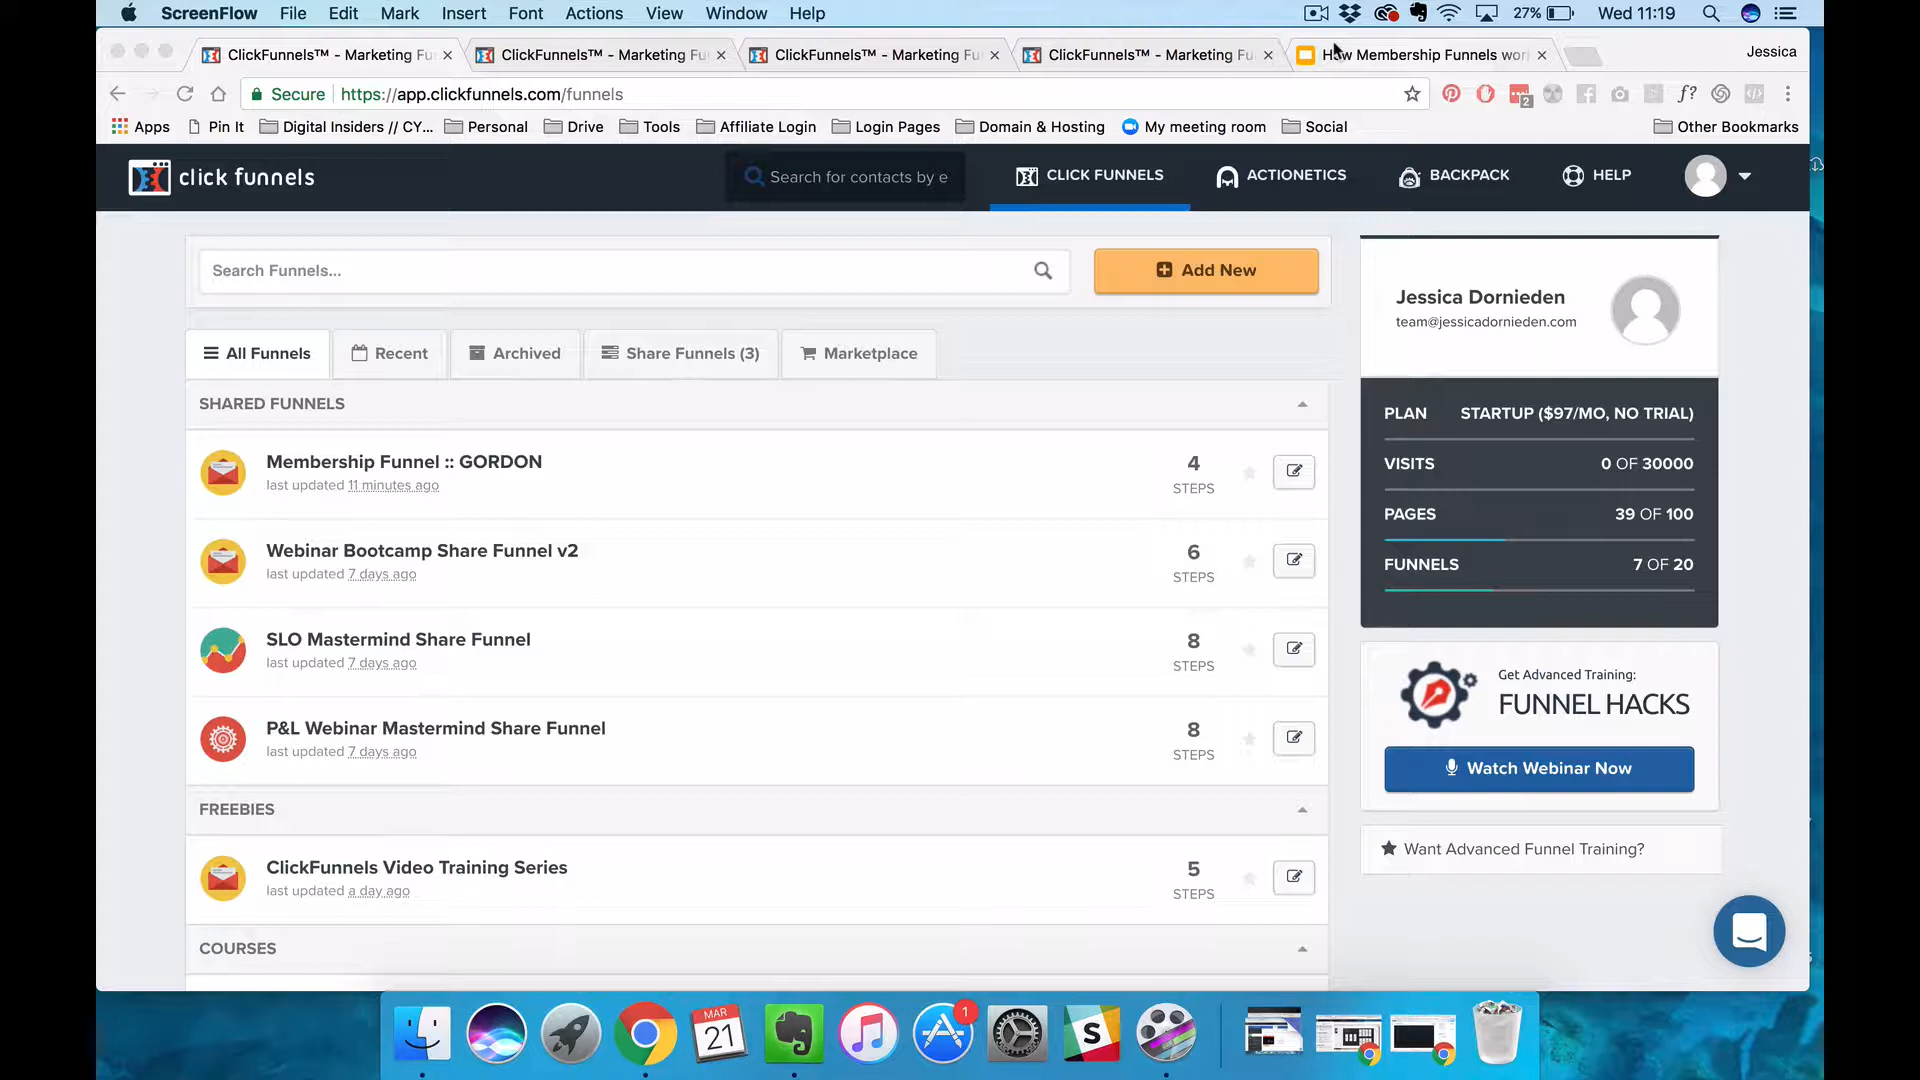 ScreenFlow File Edit Mark Insert Font Actions View Window Help 27% Wed 11:19
ClickFunnels™ - Marketing Fu ClickFunnels™ - Marketing Fu ClickFunnels™ - Marketing Fu ClickFunnels™ - Marketing Fu How Membership Funnels wor Jessica
Secure https://app.clickfunnels.com/funnels 2 f?
Apps Pin It Digital Insiders // CY... Personal Drive Tools Affiliate Login Login Pages Domain & Hosting My meeting room Social Other Bookmarks
click funnels Search for contacts by e CLICK FUNNELS ACTIONETICS BACKPACK HELP
Search Funnels... Add New
All Funnels Recent Archived Share Funnels (3) Marketplace
SHARED FUNNELS
Membership Funnel :: GORDON
last updated 11 minutes ago
4
STEPS
Webinar Bootcamp Share Funnel v2
last updated 7 days ago
6
STEPS
SLO Mastermind Share Funnel
last updated 7 days ago
8
STEPS
P&L Webinar Mastermind Share Funnel
last updated 7 days ago
8
STEPS
FREEBIES
ClickFunnels Video Training Series
last updated a day ago
5
STEPS
COURSES
Jessica Dornieden
team@jessicadornieden.com
PLAN STARTUP ($97/MO, NO TRIAL)
VISITS 0 OF 30000
PAGES 39 OF 100
FUNNELS 7 OF 20
Get Advanced Training:
FUNNEL HACKS
Watch Webinar Now
Want Advanced Funnel Training?
MAR
21
1
S